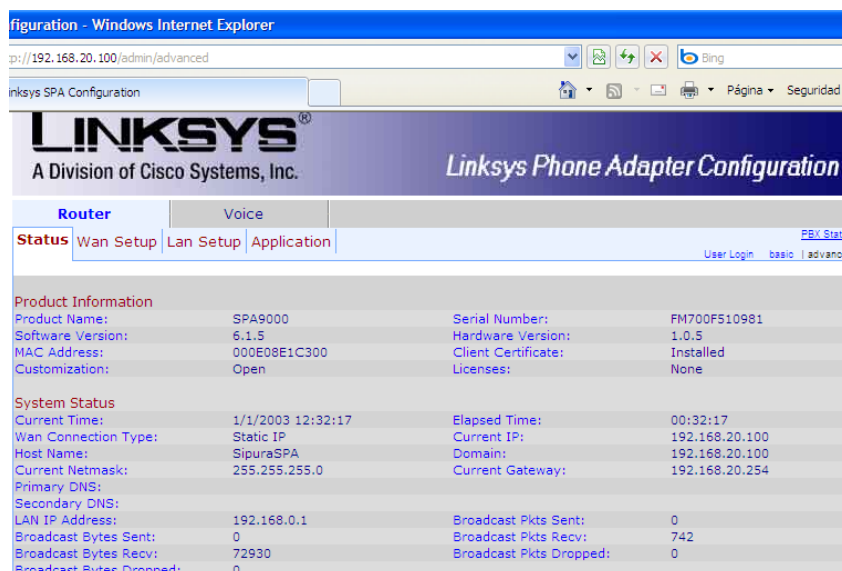 figuration - Windows Internet Explorer
tp://192.168.20.100/admin/advanced
Bing
inksys SPA Configuration
Página
Seguridad
LINKSYS®
A Division of Cisco Systems, Inc.
Linksys Phone Adapter Configuration
Router Voice
Status Wan Setup Lan Setup Application
PBX Stat
User Login basic | advanc
Product Information
Product Name: SPA9000 Serial Number: FM700F510981
Software Version: 6.1.5 Hardware Version: 1.0.5
MAC Address: 000E08E1C300 Client Certificate: Installed
Customization: Open Licenses: None
System Status
Current Time: 1/1/2003 12:32:17 Elapsed Time: 00:32:17
Wan Connection Type: Static IP Current IP: 192.168.20.100
Host Name: SipuraSPA Domain: 192.168.20.100
Current Netmask: 255.255.255.0 Current Gateway: 192.168.20.254
Primary DNS:
Secondary DNS:
LAN IP Address: 192.168.0.1 Broadcast Pkts Sent: 0
Broadcast Bytes Sent: 0 Broadcast Pkts Recv: 742
Broadcast Bytes Recv: 72930 Broadcast Pkts Dropped: 0
Broadcast Bytes Dropped: 0